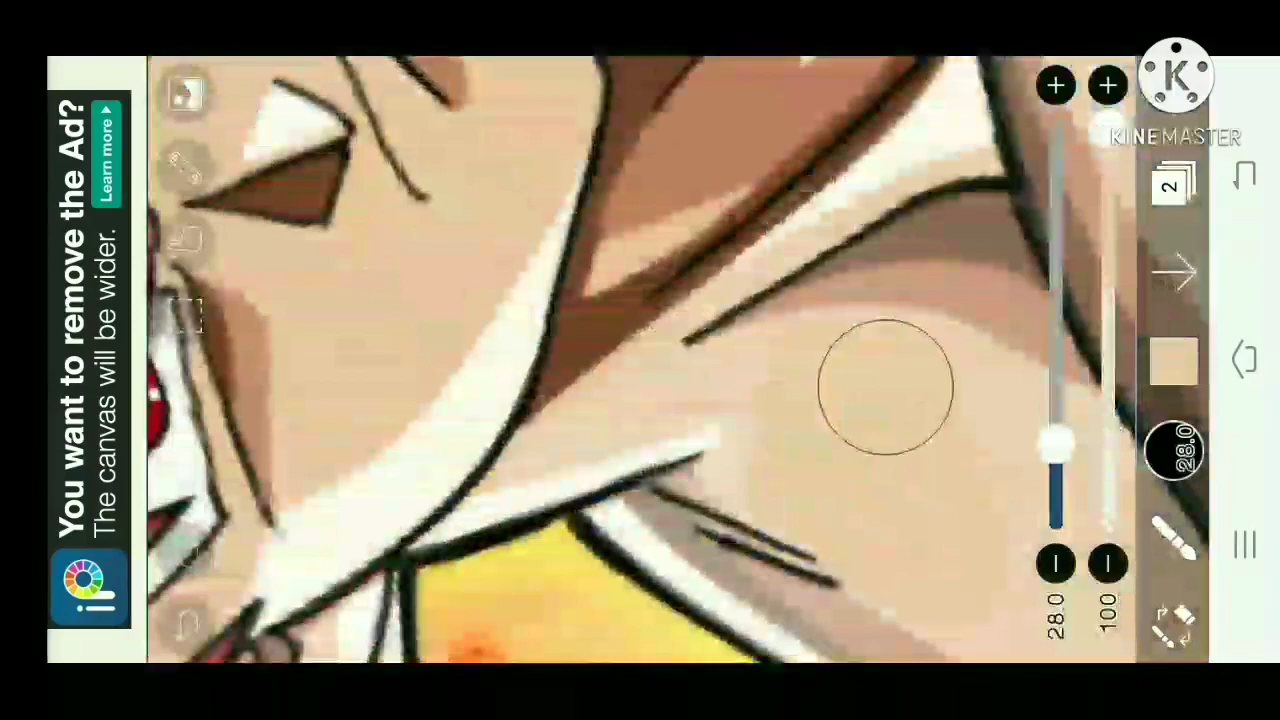 You want to remove the Ad?
The canvas will be wider.
Learn more
KINEMASTER
K
2
28.0
28.0
100